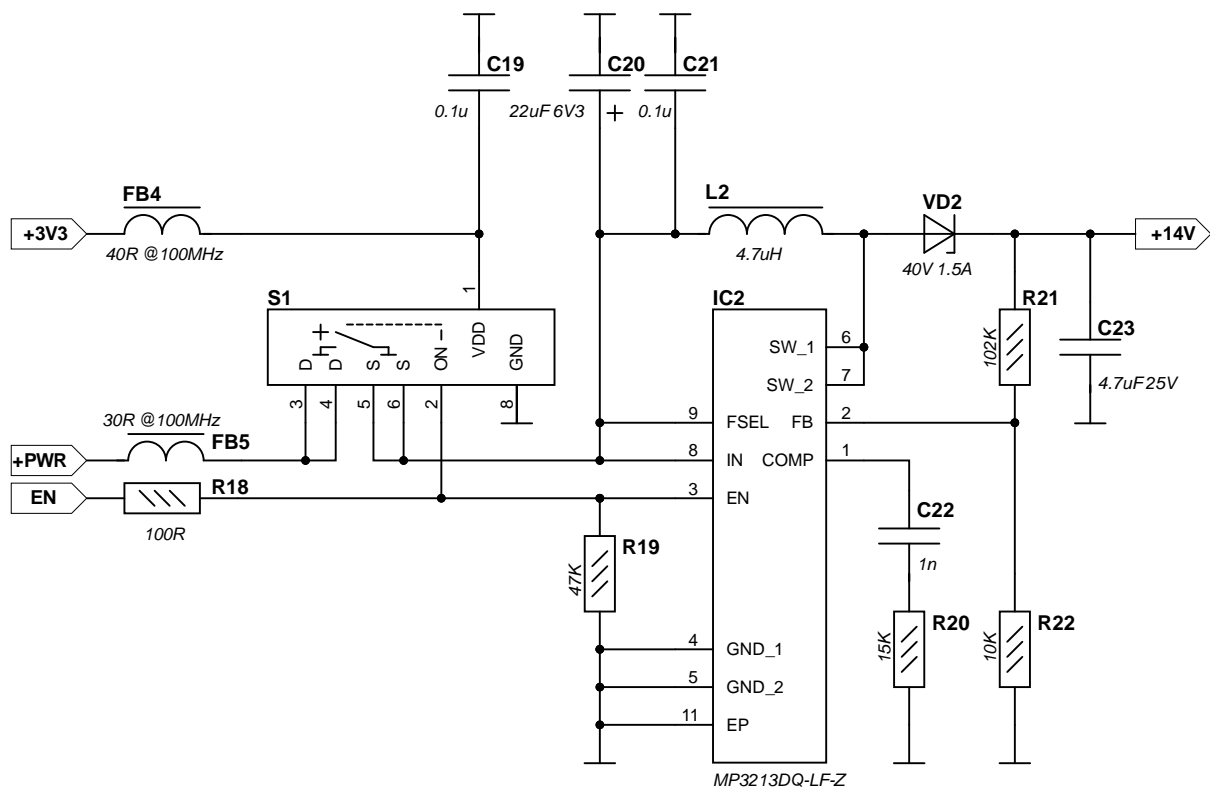 C19
0.1u
C20
22uF 6V3
+
C21
0.1u
FB4
+3V3
40R @100MHz
L2
4.7uH
VD2
40V 1.5A
+14V
S1
1
+
-
D
D
S
S
ON
VDD
GND
3
4
5
6
2
8
IC2
SW_1
6
SW_2
7
9
FSEL
FB
2
8
IN
COMP
1
3
EN
4
GND_1
5
GND_2
11
EP
MP3213DQ-LF-Z
R21
102K
C23
4.7uF 25V
30R @100MHz
FB5
+PWR
EN
R18
100R
R19
47K
C22
1n
R20
15K
R22
10K